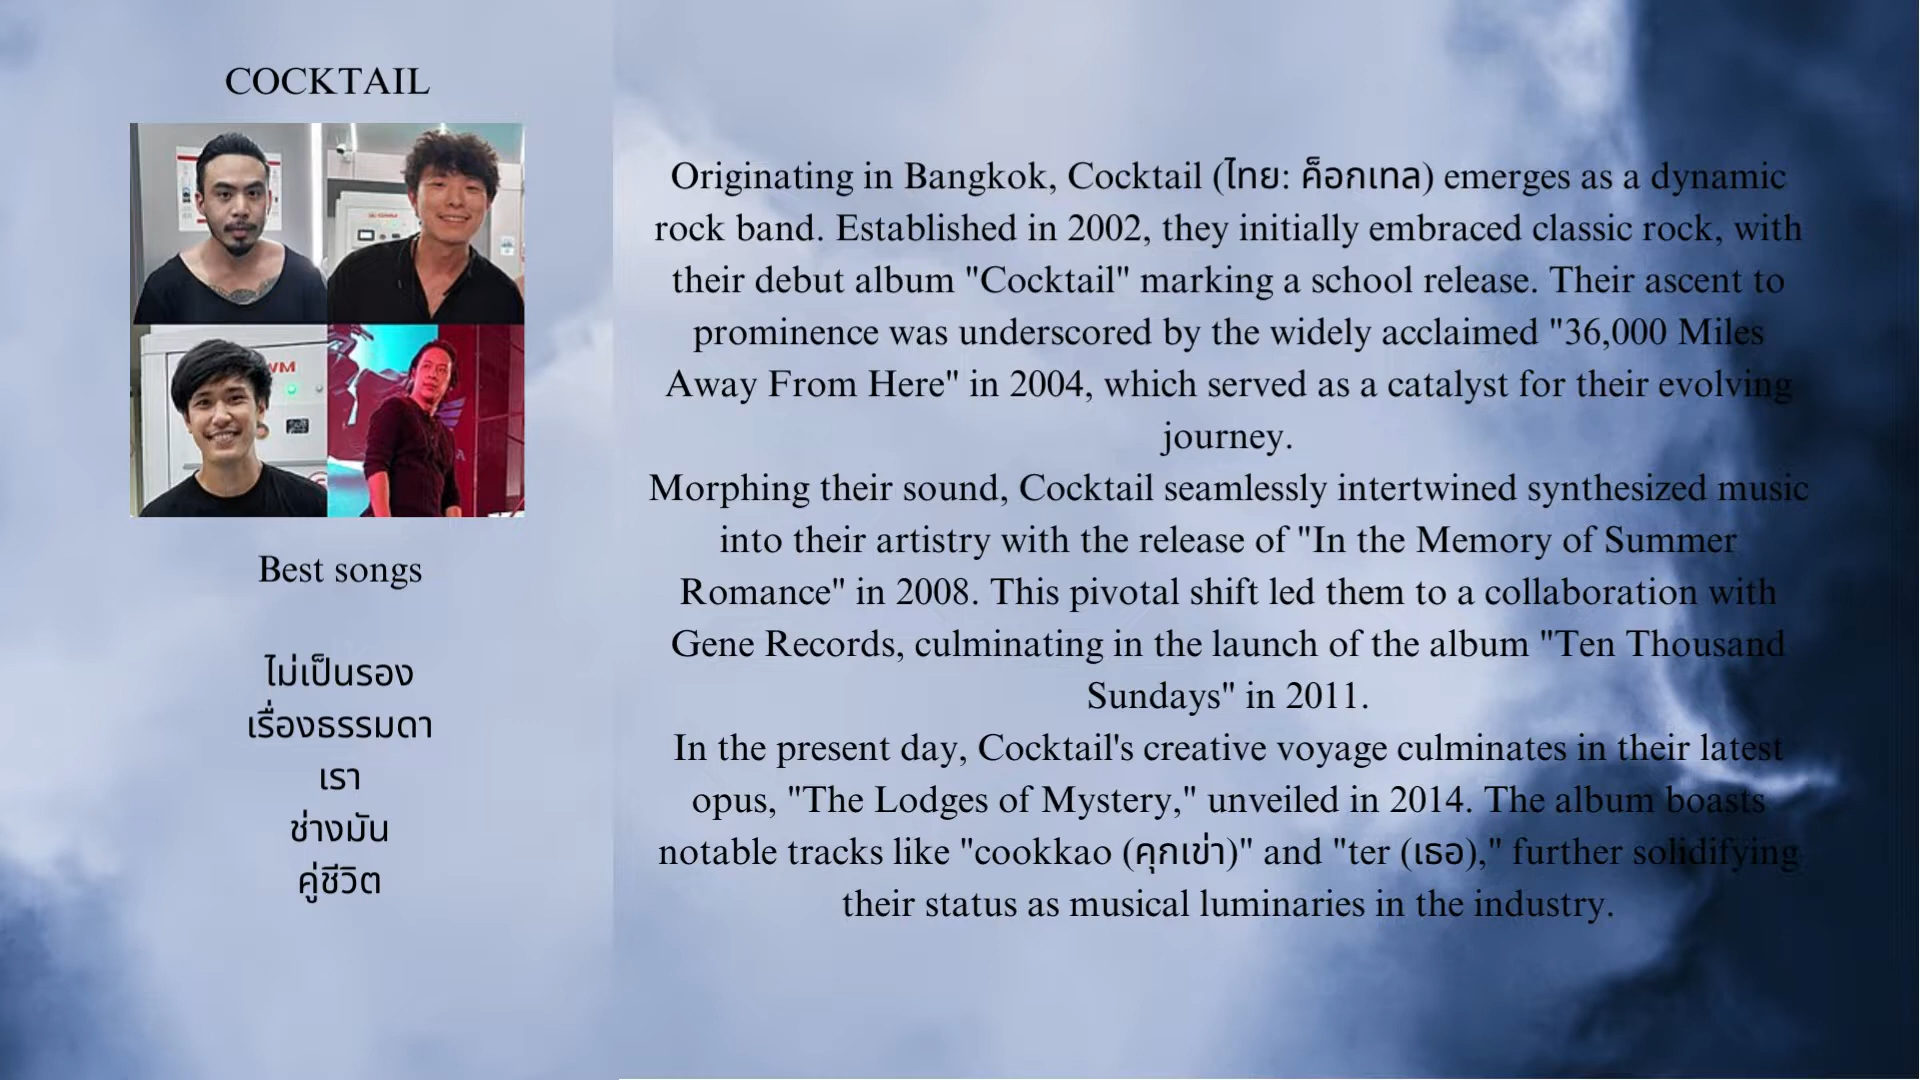 COCKTAIL
GWM
WM
Best songs
ไม่เป็นรอง
เรื่องธรรมดา
เรา
ช่างมัน
คู่ชีวิต
Originating in Bangkok, Cocktail (ไทย: ค็อกเทล) emerges as a dynamic
rock band. Established in 2002, they initially embraced classic rock, with
their debut album "Cocktail" marking a school release. Their ascent to
prominence was underscored by the widely acclaimed "36,000 Miles
Away From Here" in 2004, which served as a catalyst for their evolving
journey.
Morphing their sound, Cocktail seamlessly intertwined synthesized music
into their artistry with the release of "In the Memory of Summer
Romance" in 2008. This pivotal shift led them to a collaboration with
Gene Records, culminating in the launch of the album "Ten Thousand
Sundays" in 2011.
In the present day, Cocktail's creative voyage culminates in their latest
opus, "The Lodges of Mystery," unveiled in 2014. The album boasts
notable tracks like "cookkao (คุกเข่า)" and "ter (เธอ)," further solidifying
their status as musical luminaries in the industry.